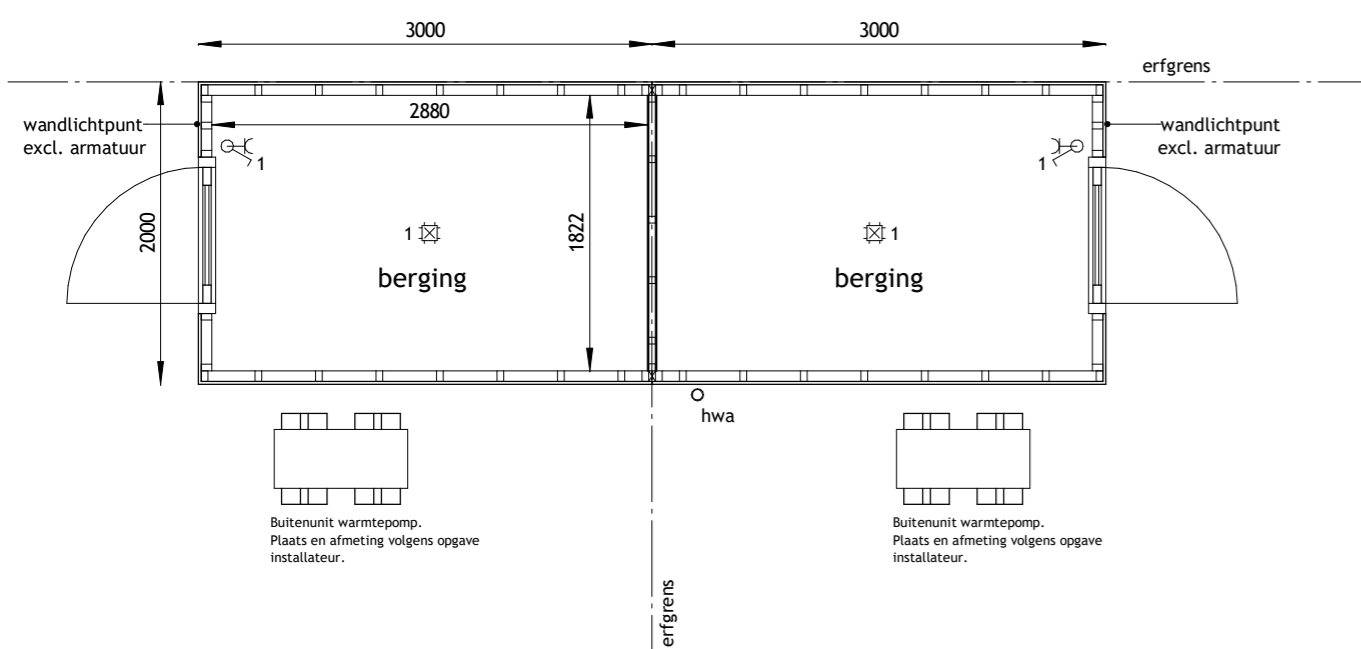 3000
3000
erfgrens
wandlichtpunt
excl. armatuur
2880
wandlichtpunt
excl. armatuur
1
1
2000
1822
1
1
berging
berging
hwa
Buitenunit warmtepomp.
Plaats en afmeting volgens opgave
installateur.
Buitenunit warmtepomp.
Plaats en afmeting volgens opgave
installateur.
erfgrens